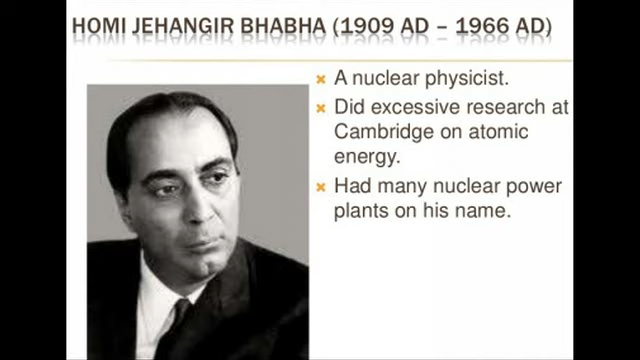 HOMI JEHANGIR BHABHA (1909 AD – 1966 AD)
A nuclear physicist.
Did excessive research at
Cambridge on atomic
energy.
Had many nuclear power
plants on his name.